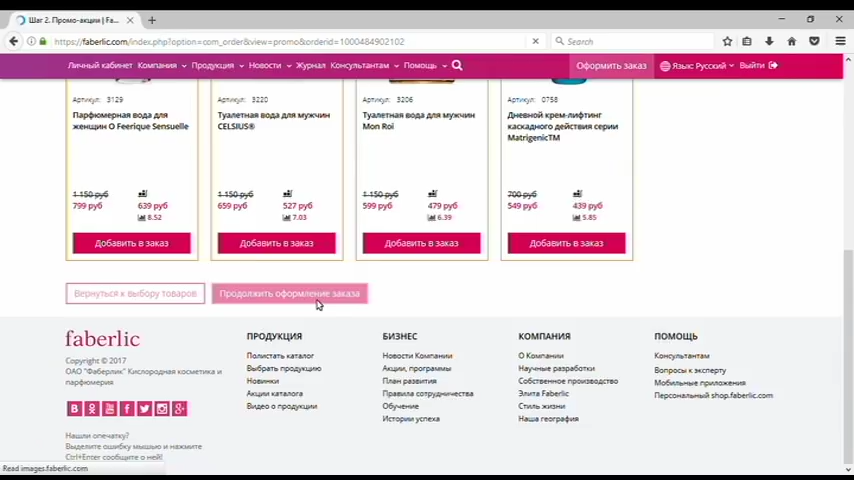 Шаг 2. Промо-акции | Fa...
https://faberlic.com/index.php?option=com_order&view=promo&orderid=1000484902102
Search
Личный кабинет Компания Продукция Новости Журнал Консультантам Помощь Оформить заказ Язык: Русский Выйти
Артикул: 3129
Парфюмерная вода для
женщин O Feerique Sensuelle
1 150 руб
799 руб 639 руб
8.52
Добавить в заказ
Артикул: 3220
Туалетная вода для мужчин
CELSIUS®
1 150 руб
659 руб 527 руб
7.03
Добавить в заказ
Артикул: 3206
Туалетная вода для мужчин
Mon Roi
1 150 руб
599 руб 479 руб
6.39
Добавить в заказ
Артикул: 0758
Дневной крем-лифтинг
каскадного действия серии
MatrigenicTM
700 руб
549 руб 439 руб
5.85
Добавить в заказ
Вернуться к выбору товаров Продолжить оформление заказа
faberlic
Copyright © 2017
ОАО "Фаберлик" Кислородная косметика и
парфюмерия
Нашли опечатку?
Выделите ошибку мышью и нажмите
Ctrl+Enter сообщите о ней!
ПРОДУКЦИЯ
Полистать каталог
Выбрать продукцию
Новинки
Акции каталога
Видео о продукции
БИЗНЕС
Новости Компании
Акции, программы
План развития
Правила сотрудничества
Обучение
Истории успеха
КОМПАНИЯ
О Компании
Научные разработки
Собственное производство
Элита Faberlic
Стиль жизни
Наша география
ПОМОЩЬ
Консультантам
Вопросы к эксперту
Мобильные приложения
Персональный shop.faberlic.com
Read images.faberlic.com